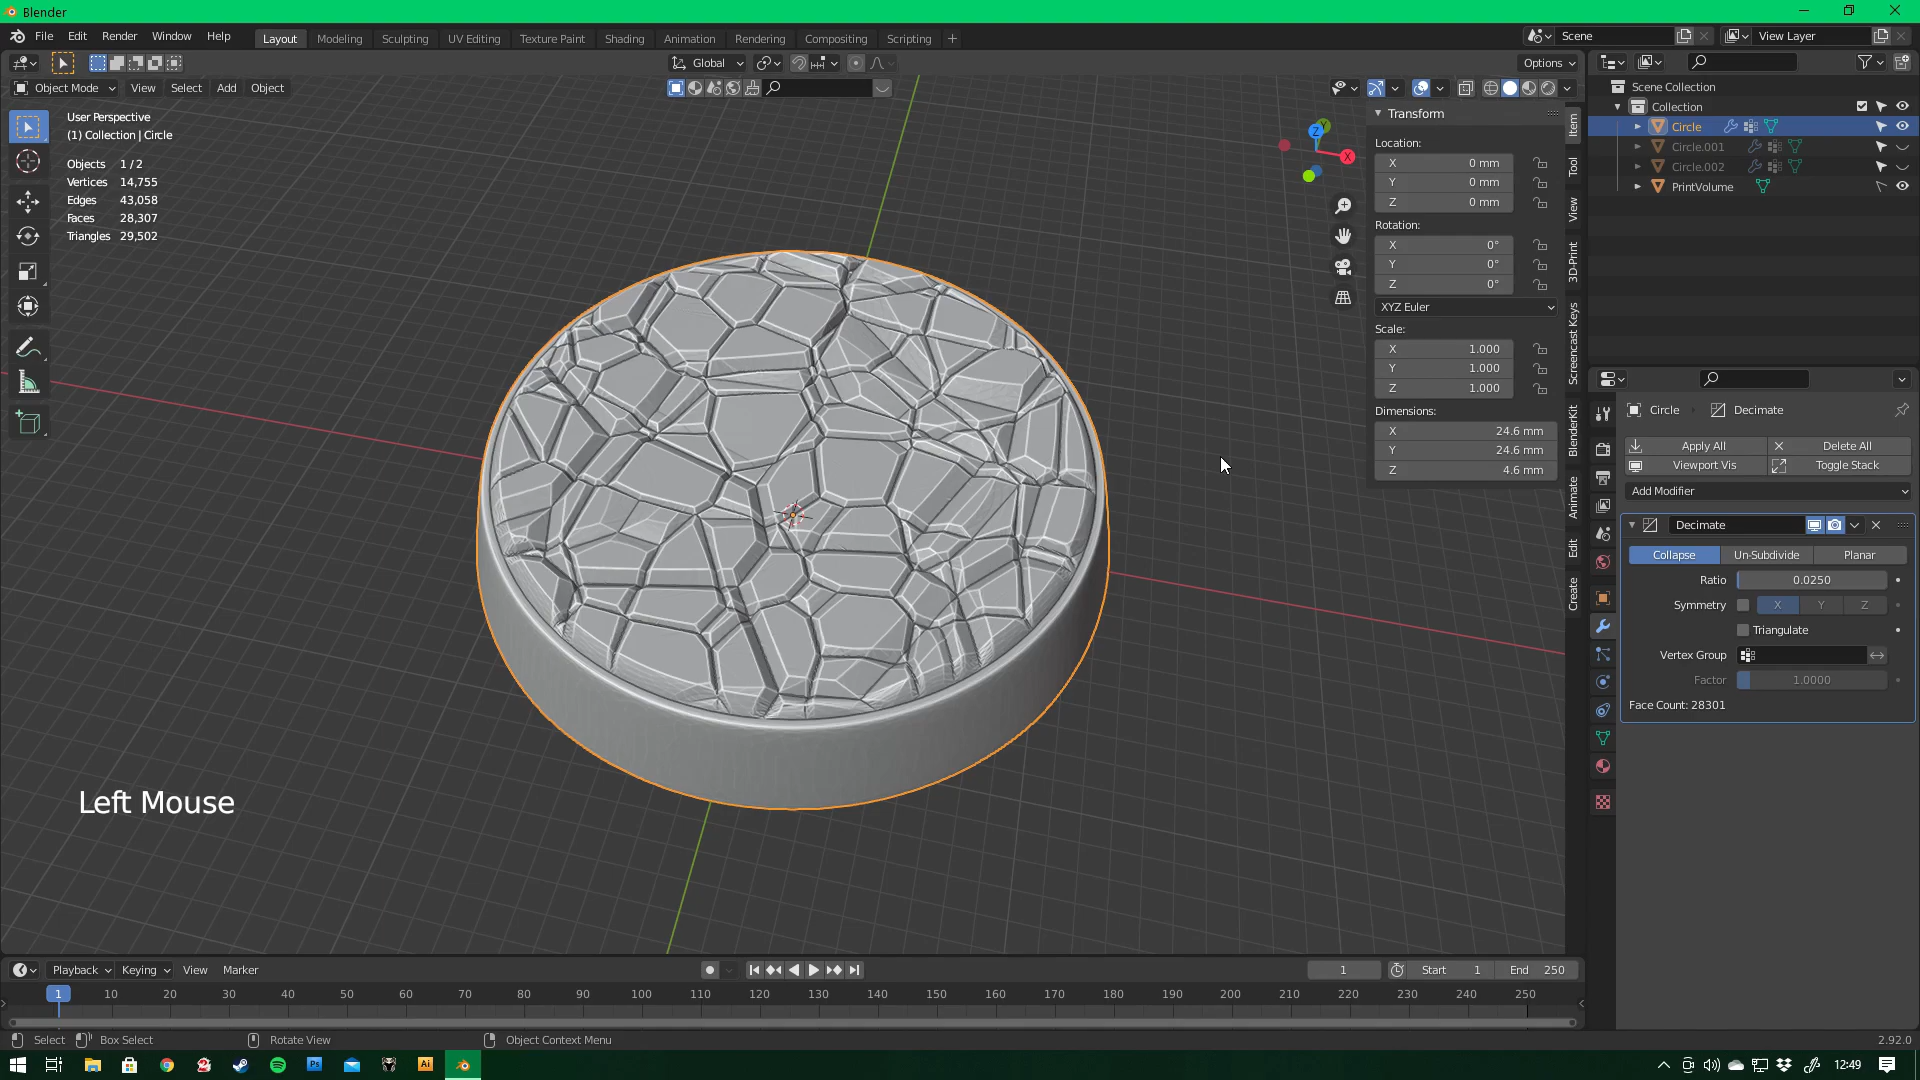 Blender
File Edit Render Window Help
Layout Modeling Sculpting UV Editing Texture Paint Shading Animation Rendering Compositing Scripting +
Scene
View Layer
Global
Options
Object Mode View Select Add Object
User Perspective
(1) Collection | Circle
Objects 1 / 2
Vertices 14,755
Edges 43,058
Faces 28,307
Triangles 29,502
Z
Y
X
Transform
Location:
X 0 mm
Y 0 mm
Z 0 mm
Rotation:
X 0°
Y 0°
Z 0°
XYZ Euler
Scale:
X 1.000
Y 1.000
Z 1.000
Dimensions:
X 24.6 mm
Y 24.6 mm
Z 4.6 mm
Item
Tool
View
3D-Print
Screencast Keys
BlenderKit
Animate
Edit
Create
Scene Collection
Collection
Circle
Circle.001
Circle.002
PrintVolume
Circle Decimate
Apply All Delete All
Viewport Vis Toggle Stack
Add Modifier
Decimate
Collapse Un-Subdivide Planar
Ratio 0.0250
Symmetry X Y Z
Triangulate
Vertex Group
Factor 1.0000
Face Count: 28301
Left Mouse
Playback Keying View Marker
1 Start 1 End 250
1 10 20 30 40 50 60 70 80 90 100 110 120 130 140 150 160 170 180 190 200 210 220 230 240 250
Select Box Select Rotate View Object Context Menu 2.92.0
Ps Ai 12:49